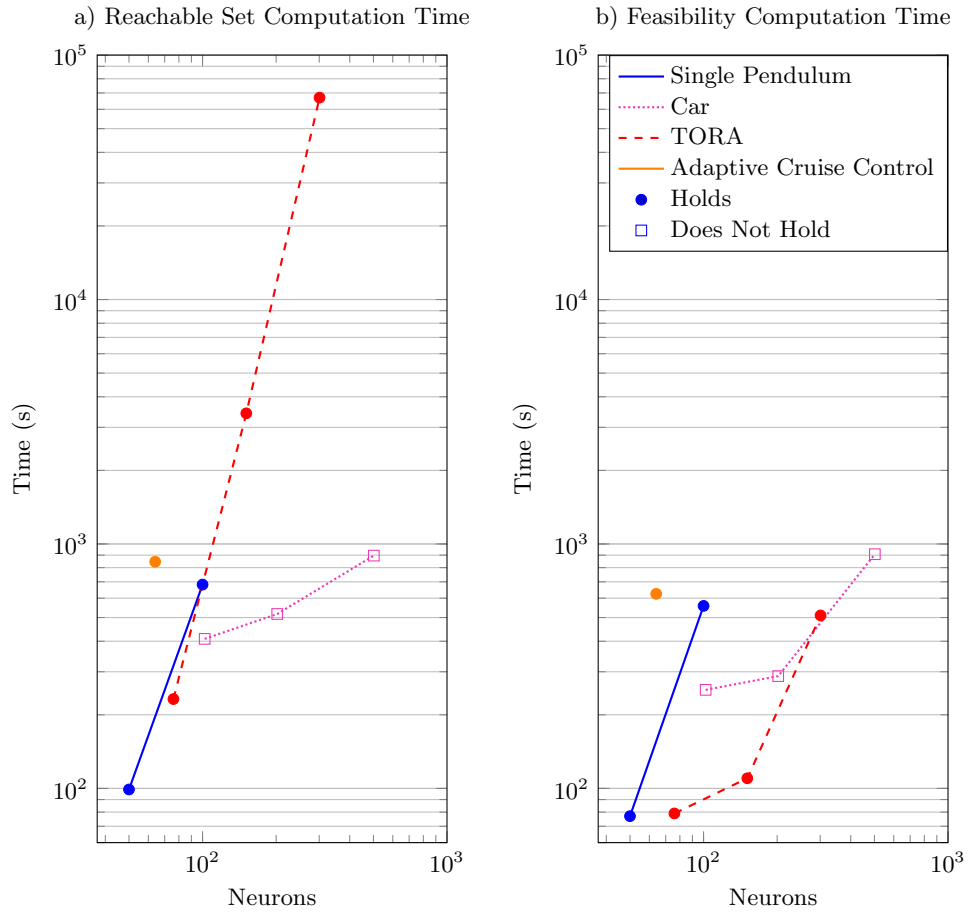 a) Reachable Set Computation Time
10^5
10^4
10^3
10^2
Time (s)
10^2
10^3
Neurons
b) Feasibility Computation Time
10^5
10^4
10^3
10^2
Time (s)
10^2
10^3
Neurons
Single Pendulum
Car
TORA
Adaptive Cruise Control
Holds
Does Not Hold